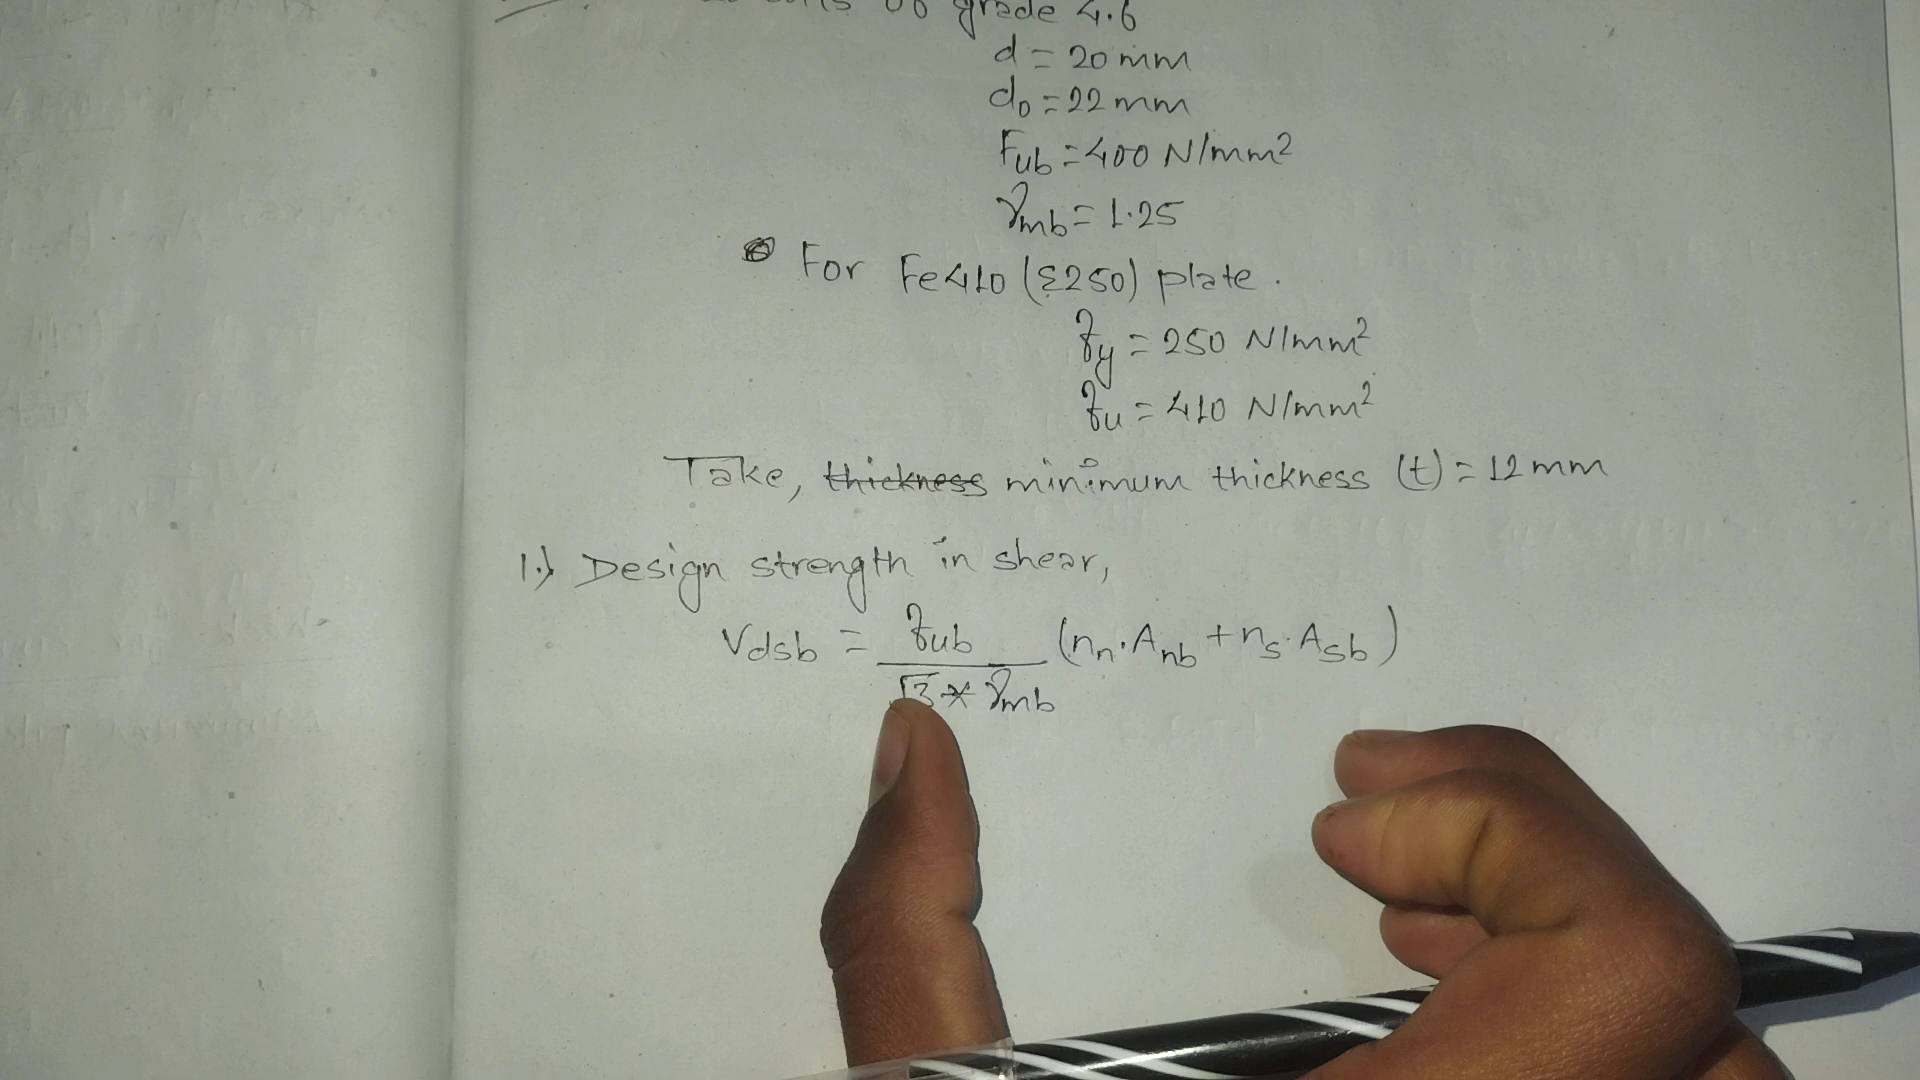 grade 4.6
d = 20 mm
d₀ = 22 mm
Fub = 400 N/mm²
γmb = 1.25
For Fe410 (E250) plate.
fy = 250 N/mm²
fu = 410 N/mm²
Take, thickness minimum thickness (t) = 12 mm
1.) Design strength in shear,
Vdsb = fub / √3 * γmb (nn · Anb + ns · Asb)